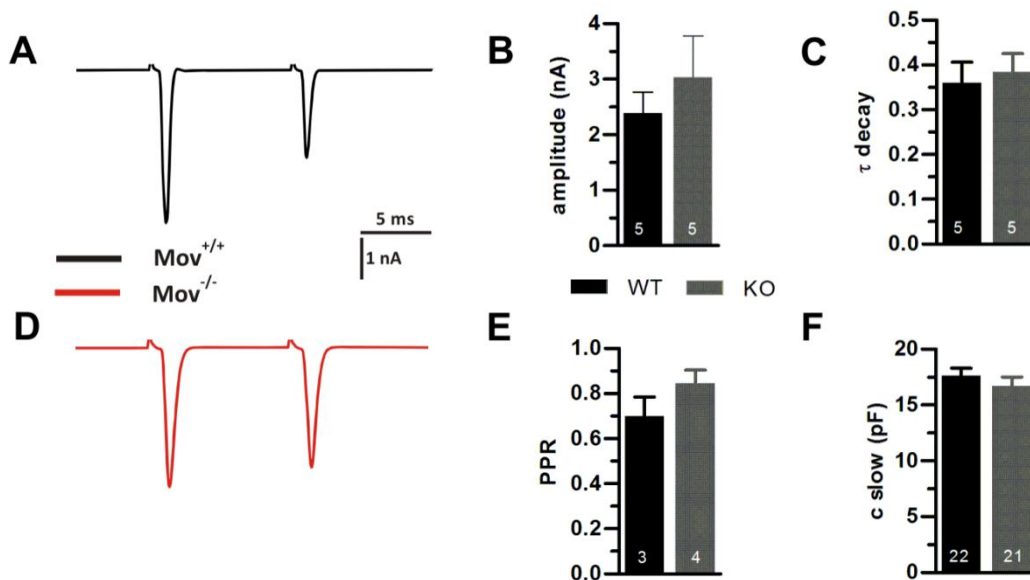 A
5 ms
1 nA
Mov+/+
Mov-/-
B
amplitude (nA)
4
3
2
1
0
5
5
C
τ decay
0.5
0.4
0.3
0.2
0.1
0.0
5
5
WT
KO
D
E
PPR
1.0
0.8
0.6
0.4
0.2
0.0
3
4
F
c slow (pF)
20
15
10
5
0
22
21